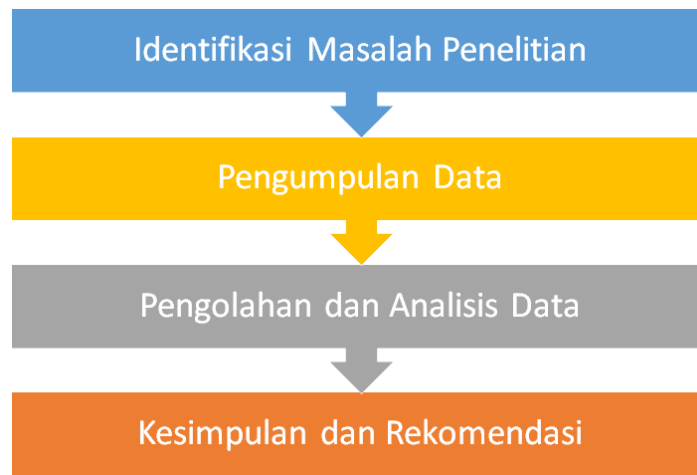 Identifikasi Masalah Penelitian
Pengumpulan Data
Pengolahan dan Analisis Data
Kesimpulan dan Rekomendasi